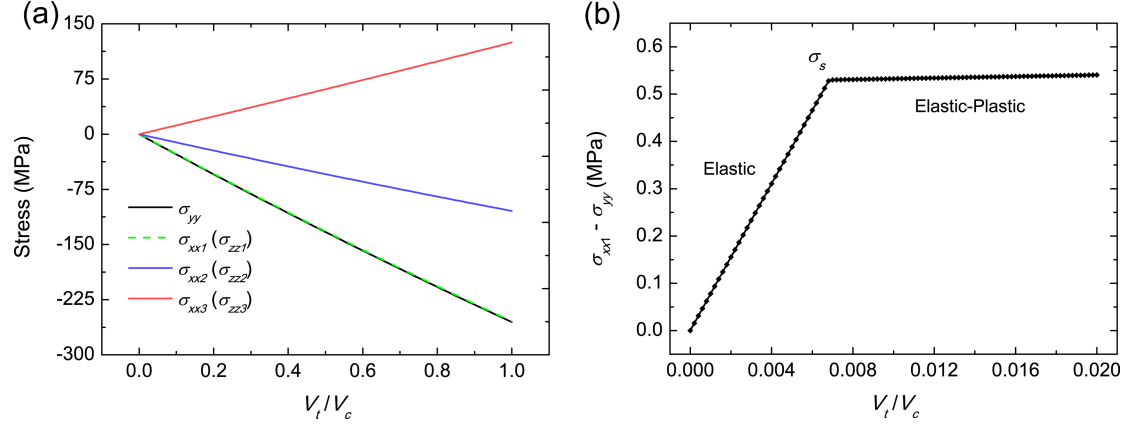 (a)
150
75
0
-75
-150
-225
-300
Stress (MPa)
σyy
σxx1 (σzz1)
σxx2 (σzz2)
σxx3 (σzz3)
0.0 0.2 0.4 0.6 0.8 1.0
Vt / Vc
(b)
0.6
0.5
0.4
0.3
0.2
0.1
0.0
σxx1 - σyy (MPa)
σs
Elastic-Plastic
Elastic
0.000 0.004 0.008 0.012 0.016 0.020
Vt / Vc